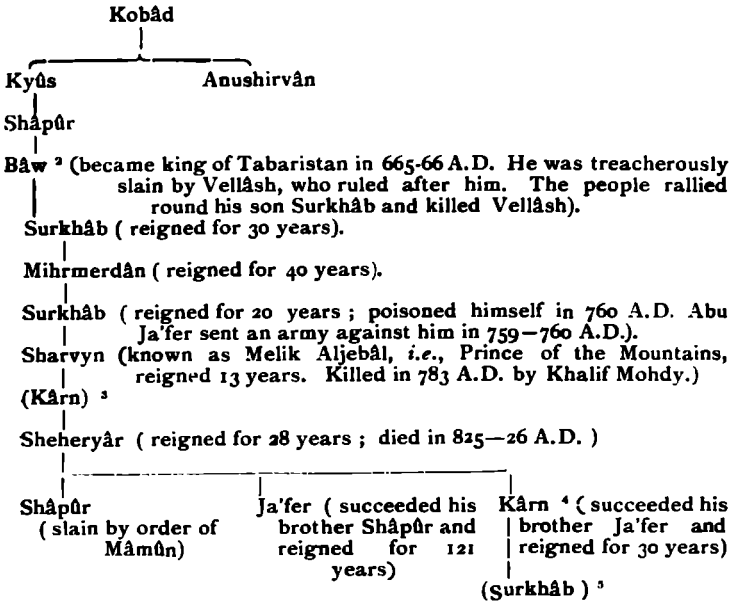 Kobâd
Kyûs Anushirvân
Shâpûr
Bâw ² (became king of Tabaristan in 665-66 A.D. He was treacherously
slain by Vellâsh, who ruled after him. The people rallied
round his son Surkhâb and killed Vellâsh).
Surkhâb ( reigned for 30 years).
Mihrmerdân ( reigned for 40 years).
Surkhâb ( reigned for 20 years ; poisoned himself in 760 A.D. Abu
Ja'fer sent an army against him in 759—760 A.D.).
Sharvyn (known as Melik Aljebâl, i.e., Prince of the Mountains,
reigned 13 years. Killed in 783 A.D. by Khalif Mohdy.)
(Kârn) ³
Sheheryâr ( reigned for 28 years ; died in 825—26 A.D. )
Shâpûr Ja'fer ( succeeded his Kârn ⁴ ( succeeded his
( slain by order of brother Shâpûr and brother Ja'fer and
Mâmûn) reigned for 121 reigned for 30 years)
years)
(Surkhâb ) ⁵